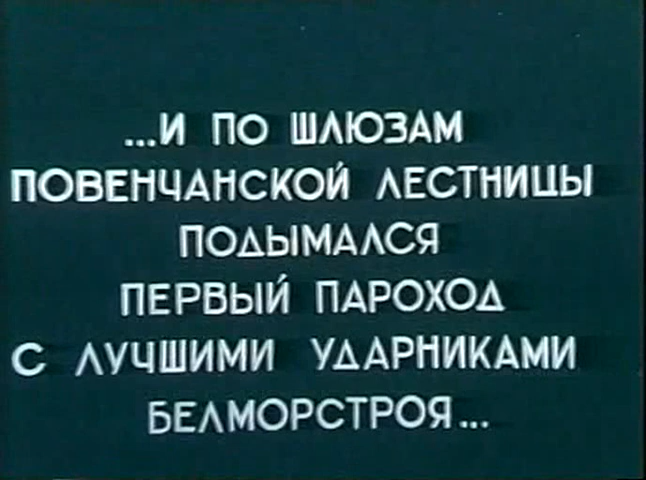 ...И ПО ШЛЮЗАМ
ПОВЕНЧАНСКОЙ ЛЕСТНИЦЫ
ПОДЫМАЛСЯ
ПЕРВЫЙ ПАРОХОД
С ЛУЧШИМИ УДАРНИКАМИ
БЕЛМОРСТРОЯ...